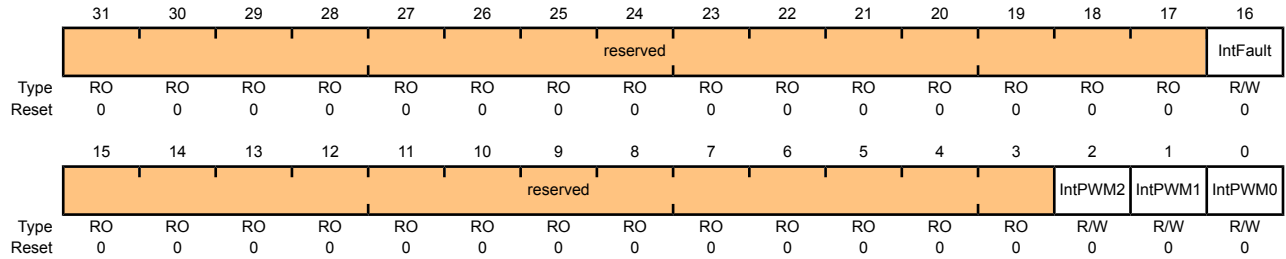 31 30 29 28 27 26 25 24 23 22 21 20 19 18 17 16
reserved IntFault
Type RO RO RO RO RO RO RO RO RO RO RO RO RO RO RO R/W
Reset 0 0 0 0 0 0 0 0 0 0 0 0 0 0 0 0
15 14 13 12 11 10 9 8 7 6 5 4 3 2 1 0
reserved IntPWM2 IntPWM1 IntPWM0
Type RO RO RO RO RO RO RO RO RO RO RO RO RO R/W R/W R/W
Reset 0 0 0 0 0 0 0 0 0 0 0 0 0 0 0 0